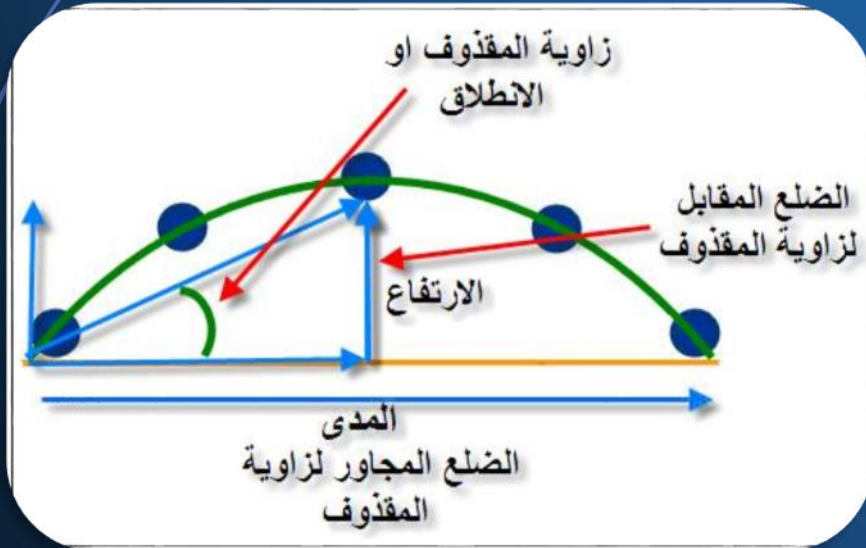 زاوية المقذوف او
الانطلاق
الضلع المقابل
لزاوية المقذوف
الارتفاع
المدى
الضلع المجاور لزاوية
المقذوف